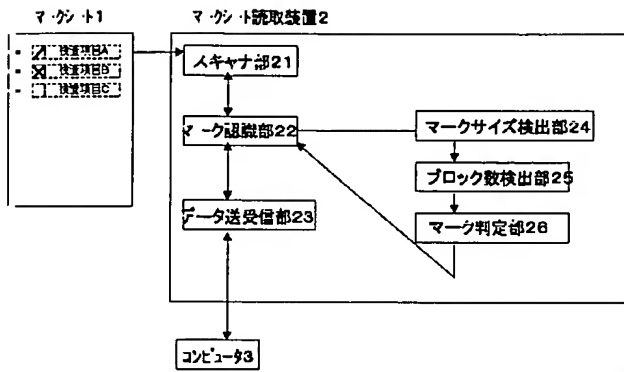 マークシート1
マークシート読取装置2
検査項目A
検査項目B
検査項目C
スキャナ部21
マーク認識部22
データ送受信部23
マークサイズ検出部24
ブロック数検出部25
マーク判定部26
コンピュータ3